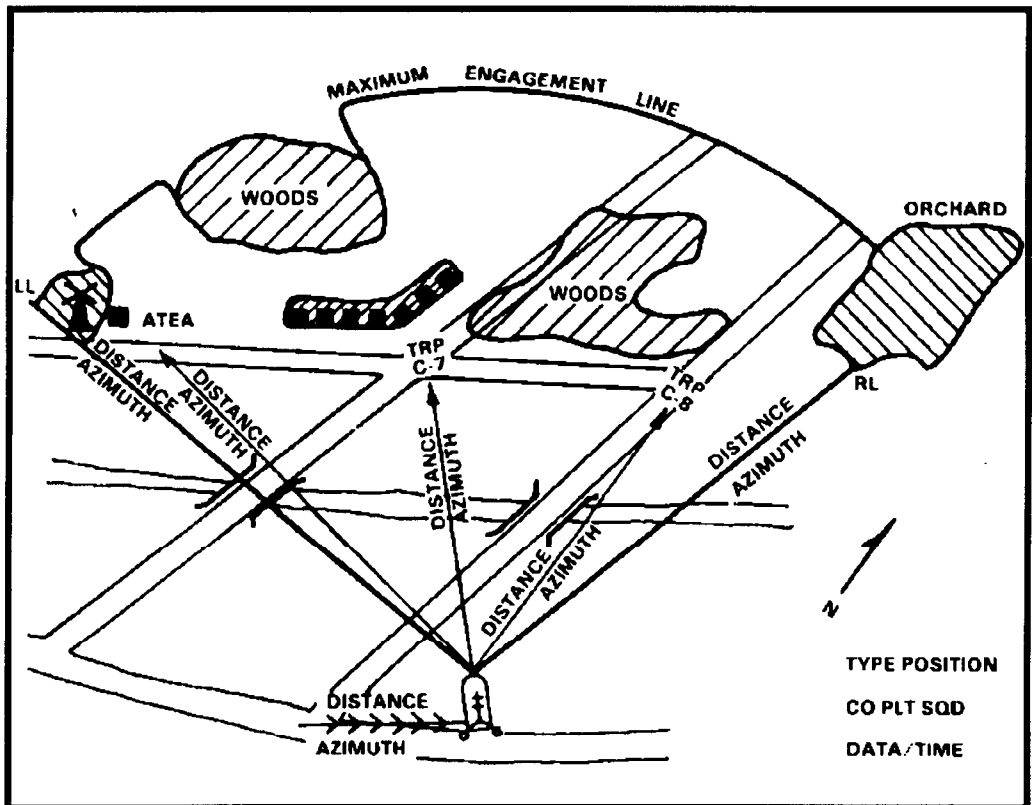 MAXIMUM ENGAGEMENT LINE
WOODS
ORCHARD
LL
ATEA
WOODS
TRP
C-7
TRP
C-8
RL
DISTANCE
AZIMUTH
DISTANCE
AZIMUTH
DISTANCE
AZIMUTH
DISTANCE
AZIMUTH
DISTANCE
AZIMUTH
N
TYPE POSITION
CO PLT SQD
DATA/TIME
DISTANCE
AZIMUTH